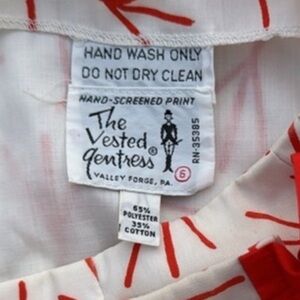 HAND WASH ONLY
DO NOT DRY CLEAN
HAND-SCREENED PRINT
The
Vested
Gentress®
VALLEY FORGE, PA.
6
RN-35385
65%
POLYESTER
35%
COTTON